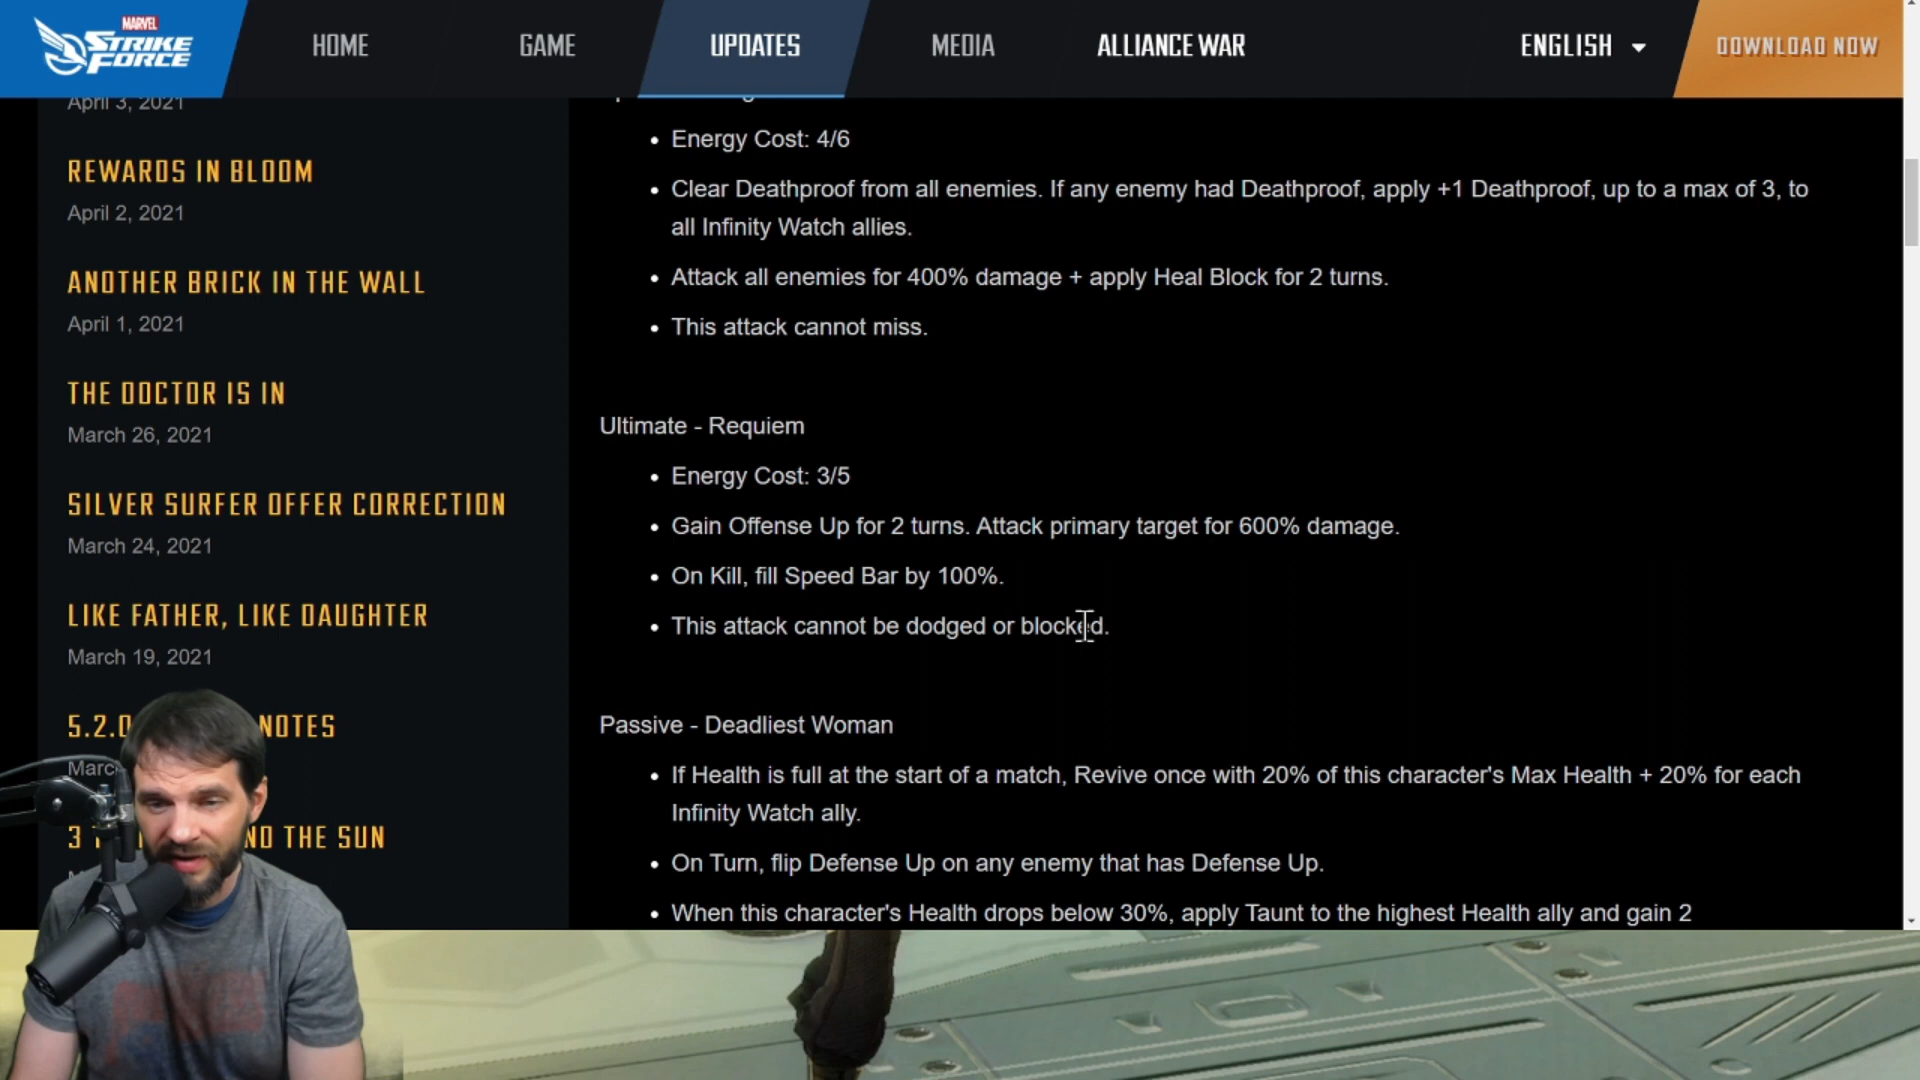 MARVEL
STRIKE
FORCE
HOME
GAME
UPDATES
MEDIA
ALLIANCE WAR
ENGLISH
DOWNLOAD NOW
April 3, 2021
REWARDS IN BLOOM
April 2, 2021
ANOTHER BRICK IN THE WALL
April 1, 2021
THE DOCTOR IS IN
March 26, 2021
SILVER SURFER OFFER CORRECTION
March 24, 2021
LIKE FATHER, LIKE DAUGHTER
March 19, 2021
5.2.0 NOTES
3 THE SUN
• Energy Cost: 4/6
• Clear Deathproof from all enemies. If any enemy had Deathproof, apply +1 Deathproof, up to a max of 3, to
all Infinity Watch allies.
• Attack all enemies for 400% damage + apply Heal Block for 2 turns.
• This attack cannot miss.
Ultimate - Requiem
• Energy Cost: 3/5
• Gain Offense Up for 2 turns. Attack primary target for 600% damage.
• On Kill, fill Speed Bar by 100%.
• This attack cannot be dodged or blocked.
Passive - Deadliest Woman
• If Health is full at the start of a match, Revive once with 20% of this character's Max Health + 20% for each
Infinity Watch ally.
• On Turn, flip Defense Up on any enemy that has Defense Up.
• When this character's Health drops below 30%, apply Taunt to the highest Health ally and gain 2